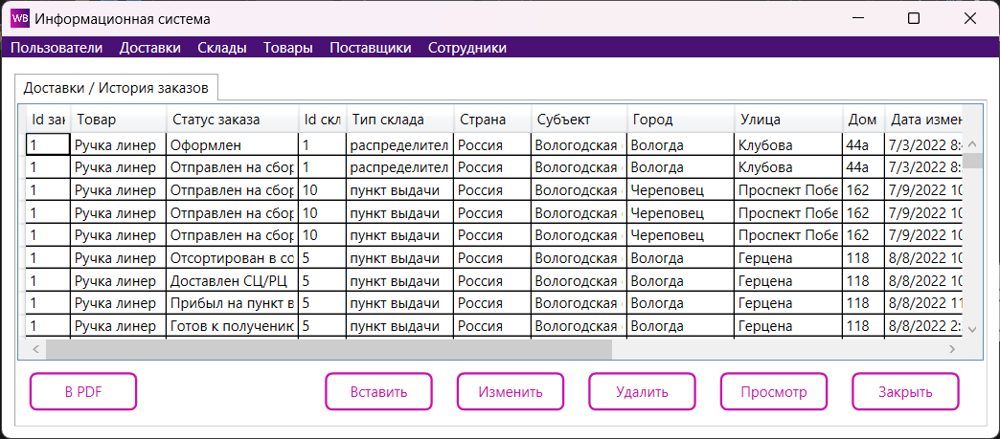 WB Информационная система
Пользователи Доставки Склады Товары Поставщики Сотрудники
Доставки / История заказов
Id зак Товар Статус заказа Id скл Тип склада Страна Субъект Город Улица Дом Дата измен
1 Ручка линер Оформлен 1 распределител Россия Вологодская Вологда Клубова 44а 7/3/2022 8:
1 Ручка линер Отправлен на сбор 1 распределител Россия Вологодская Вологда Клубова 44а 7/3/2022 8:
1 Ручка линер Отправлен на сбор 10 пункт выдачи Россия Вологодская Череповец Проспект Побе 162 7/9/2022 10
1 Ручка линер Отправлен на сбор 10 пункт выдачи Россия Вологодская Череповец Проспект Побе 162 7/9/2022 10
1 Ручка линер Отправлен на сбор 10 пункт выдачи Россия Вологодская Череповец Проспект Побе 162 7/9/2022 10
1 Ручка линер Отсортирован в со 5 пункт выдачи Россия Вологодская Вологда Герцена 118 8/8/2022 10
1 Ручка линер Доставлен СЦ/РЦ 5 пункт выдачи Россия Вологодская Вологда Герцена 118 8/8/2022 10
1 Ручка линер Прибыл на пункт в 5 пункт выдачи Россия Вологодская Вологда Герцена 118 8/8/2022 11
1 Ручка линер Готов к получению 5 пункт выдачи Россия Вологодская Вологда Герцена 118 8/8/2022 2:
В PDF Вставить Изменить Удалить Просмотр Закрыть